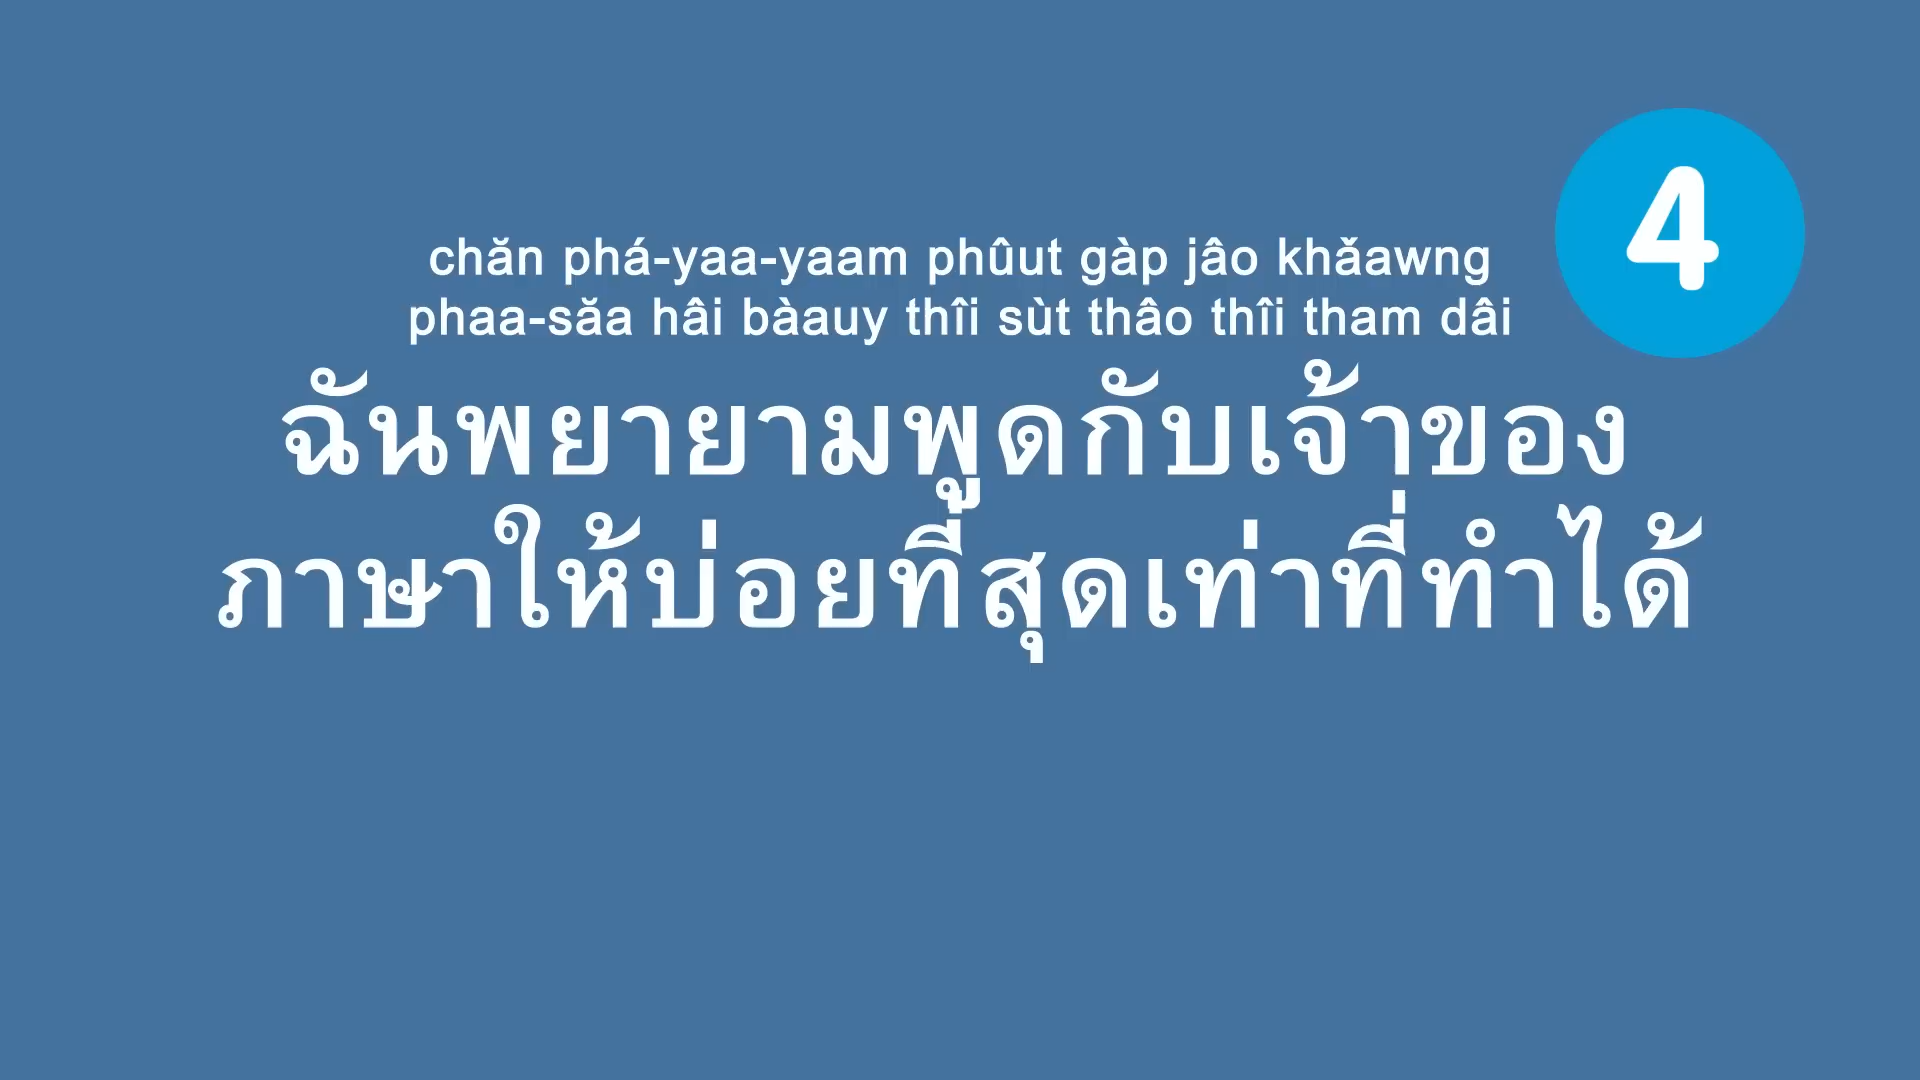 4
chăn phá-yaa-yaam phûut gàp jâo khǎawng
phaa-săa hâi bàauy thîi sùt thâo thîi tham dâi
ฉันพยายามพูดกับเจ้าของ
ภาษาให้บ่อยที่สุดเท่าที่ทำได้